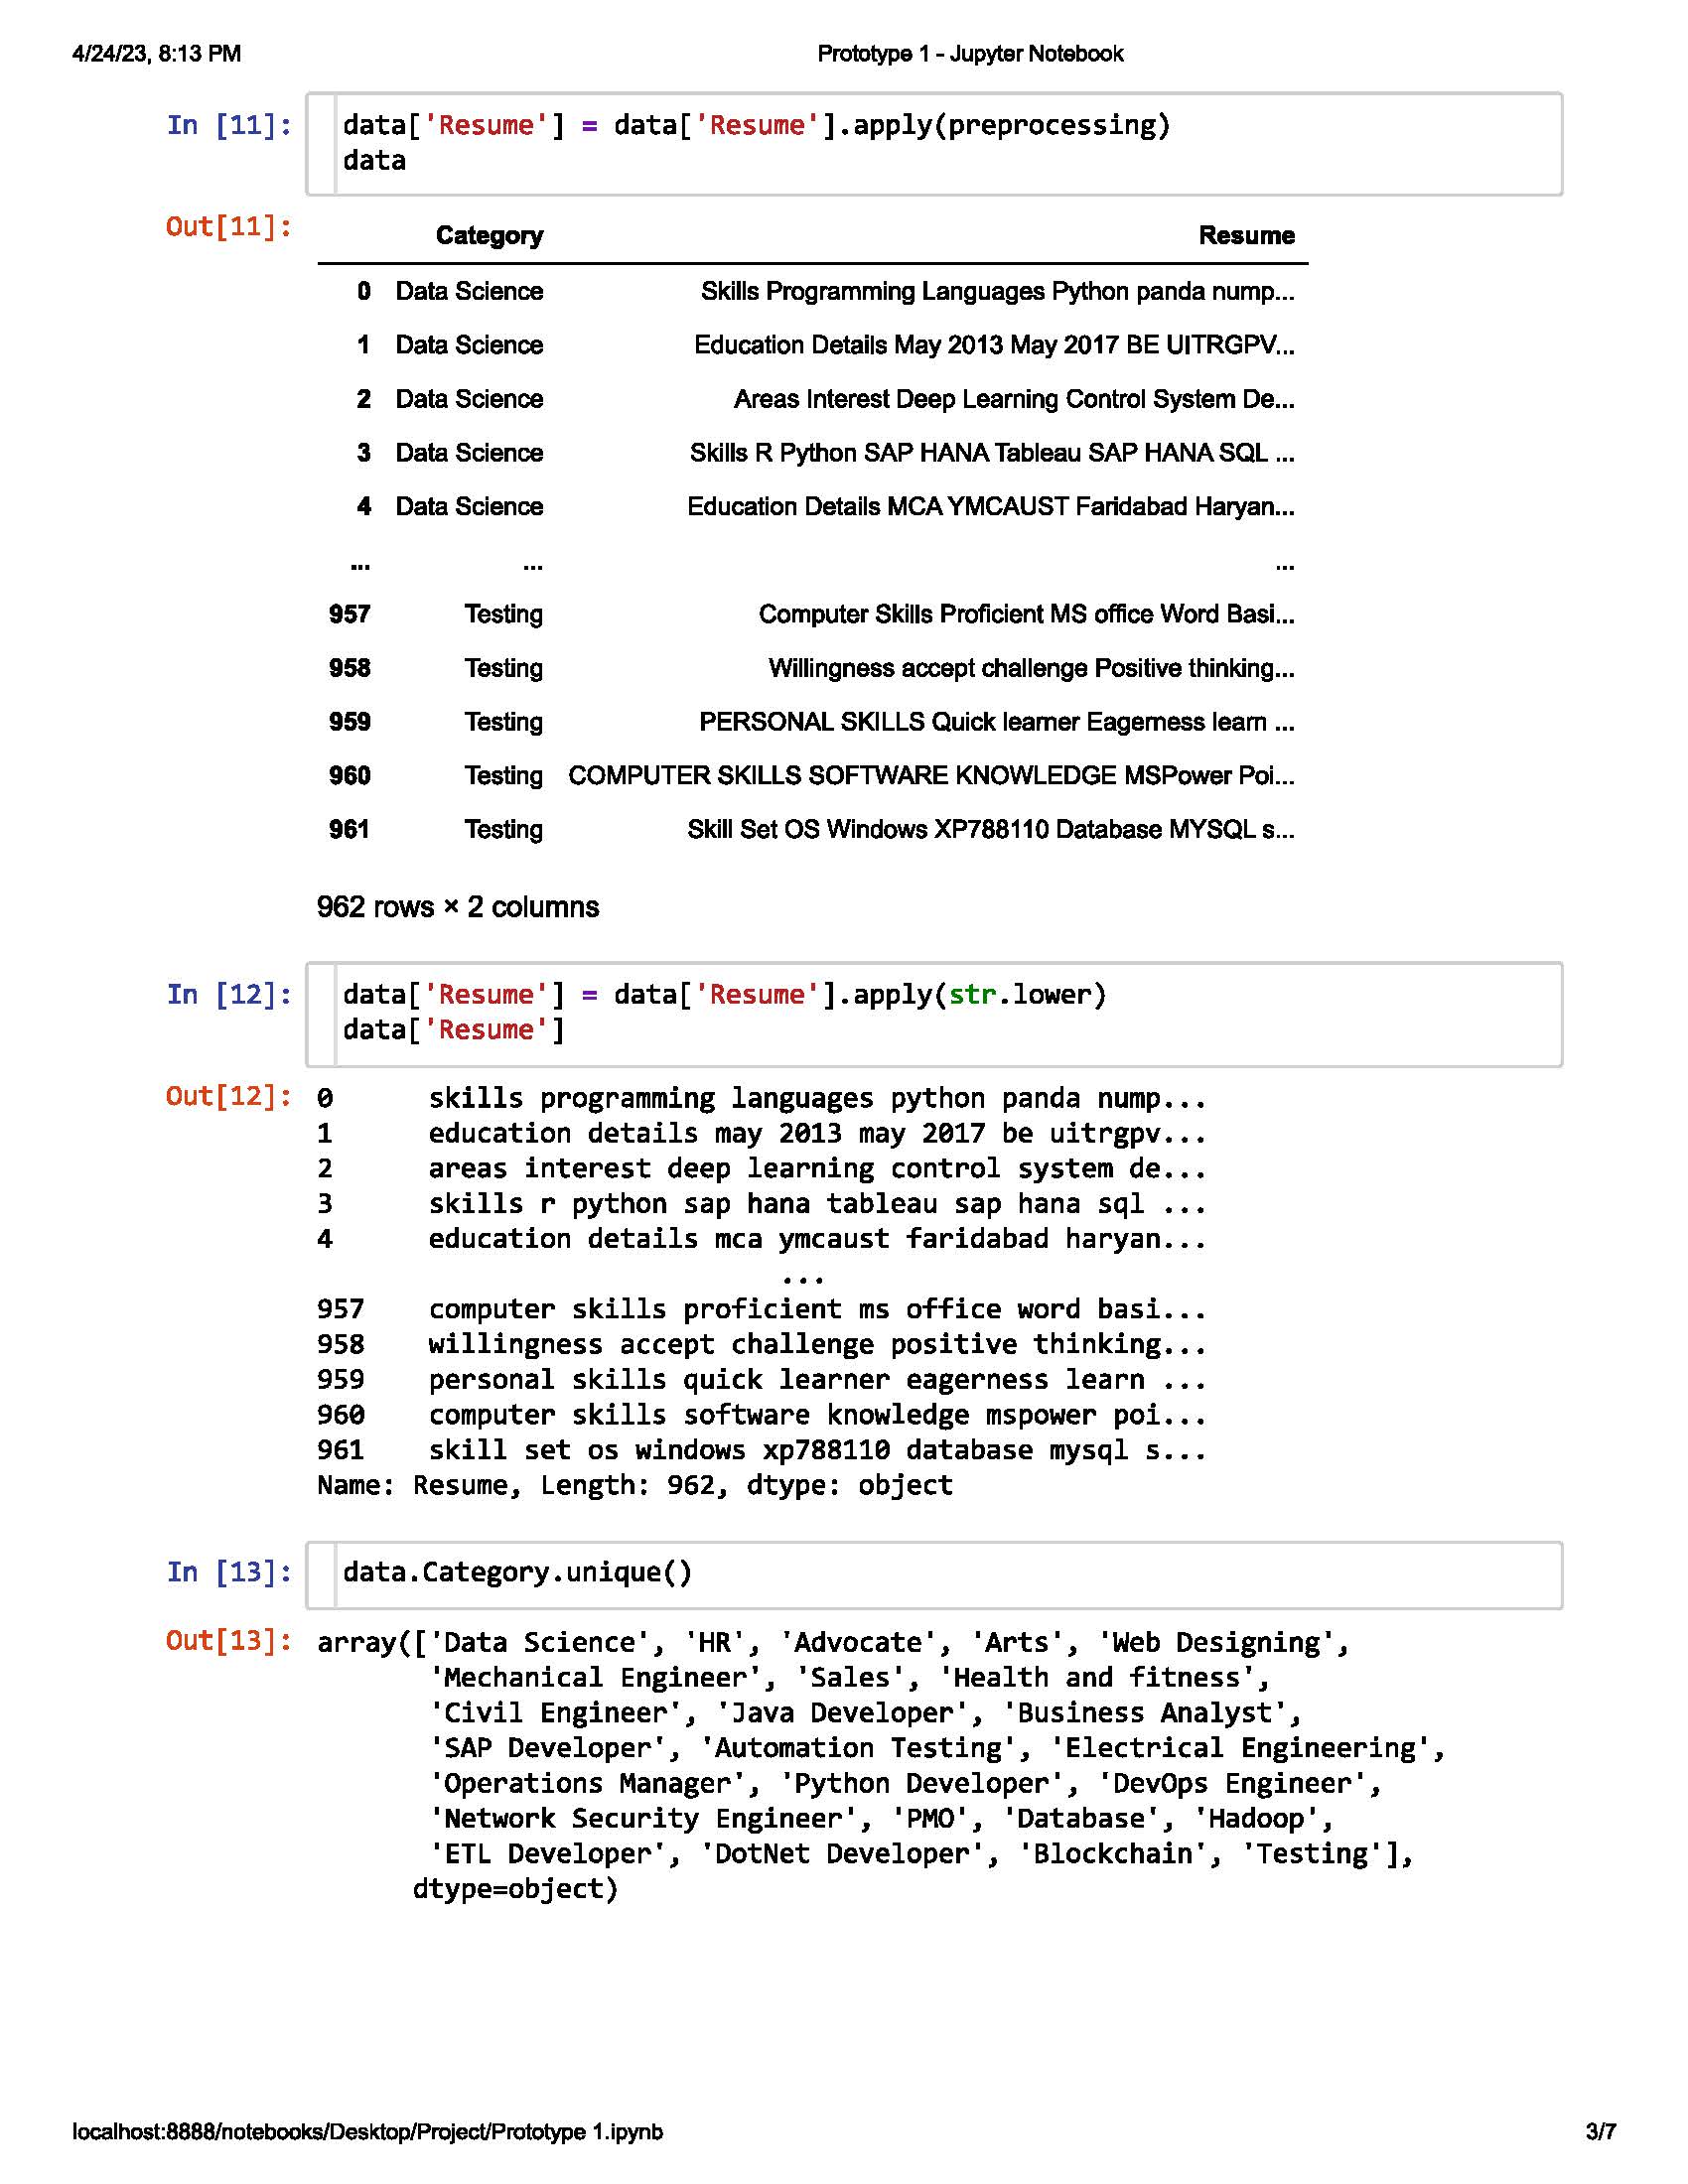 4/24/23, 8:13 PM Prototype 1 - Jupyter Notebook
In [11]: data['Resume'] = data['Resume'].apply(preprocessing)
data
Out[11]:
Category Resume
0 Data Science Skills Programming Languages Python panda nump...
1 Data Science Education Details May 2013 May 2017 BE UITRGPV...
2 Data Science Areas Interest Deep Learning Control System De...
3 Data Science Skills R Python SAP HANA Tableau SAP HANA SQL ...
4 Data Science Education Details MCA YMCAUST Faridabad Haryan...
... ... ...
957 Testing Computer Skills Proficient MS office Word Basi...
958 Testing Willingness accept challenge Positive thinking...
959 Testing PERSONAL SKILLS Quick learner Eagerness learn ...
960 Testing COMPUTER SKILLS SOFTWARE KNOWLEDGE MSPower Poi...
961 Testing Skill Set OS Windows XP788110 Database MYSQL s...
962 rows × 2 columns
In [12]: data['Resume'] = data['Resume'].apply(str.lower)
data['Resume']
Out[12]: 0 skills programming languages python panda nump...
1 education details may 2013 may 2017 be uitrgpv...
2 areas interest deep learning control system de...
3 skills r python sap hana tableau sap hana sql ...
4 education details mca ymcaust faridabad haryan...
...
957 computer skills proficient ms office word basi...
958 willingness accept challenge positive thinking...
959 personal skills quick learner eagerness learn ...
960 computer skills software knowledge mspower poi...
961 skill set os windows xp788110 database mysql s...
Name: Resume, Length: 962, dtype: object
In [13]: data.Category.unique()
Out[13]: array(['Data Science', 'HR', 'Advocate', 'Arts', 'Web Designing',
'Mechanical Engineer', 'Sales', 'Health and fitness',
'Civil Engineer', 'Java Developer', 'Business Analyst',
'SAP Developer', 'Automation Testing', 'Electrical Engineering',
'Operations Manager', 'Python Developer', 'DevOps Engineer',
'Network Security Engineer', 'PMO', 'Database', 'Hadoop',
'ETL Developer', 'DotNet Developer', 'Blockchain', 'Testing'],
dtype=object)
localhost:8888/notebooks/Desktop/Project/Prototype 1.ipynb 3/7